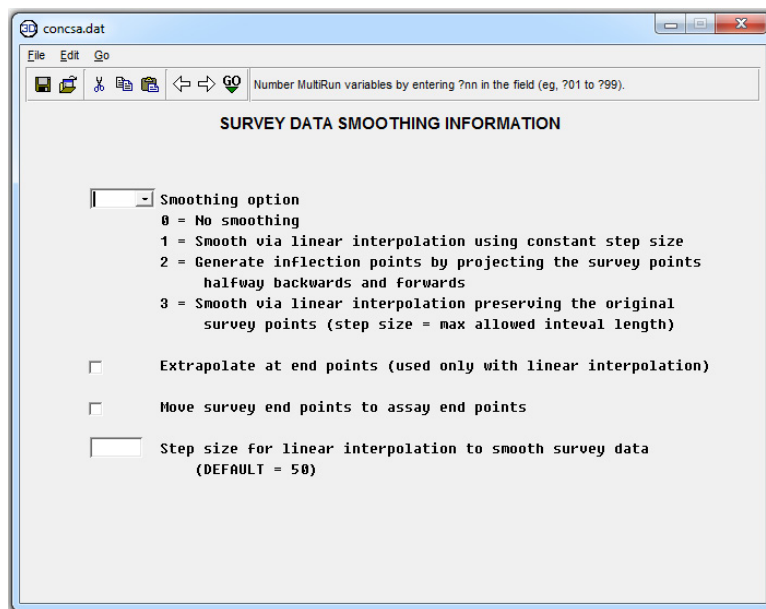 concsa.dat
File Edit Go
GO Number MultiRun variables by entering ?nn in the field (eg, ?01 to ?99).
SURVEY DATA SMOOTHING INFORMATION
Smoothing option
0 = No smoothing
1 = Smooth via linear interpolation using constant step size
2 = Generate inflection points by projecting the survey points
halfway backwards and forwards
3 = Smooth via linear interpolation preserving the original
survey points (step size = max allowed inteval length)
Extrapolate at end points (used only with linear interpolation)
Move survey end points to assay end points
Step size for linear interpolation to smooth survey data
(DEFAULT = 50)